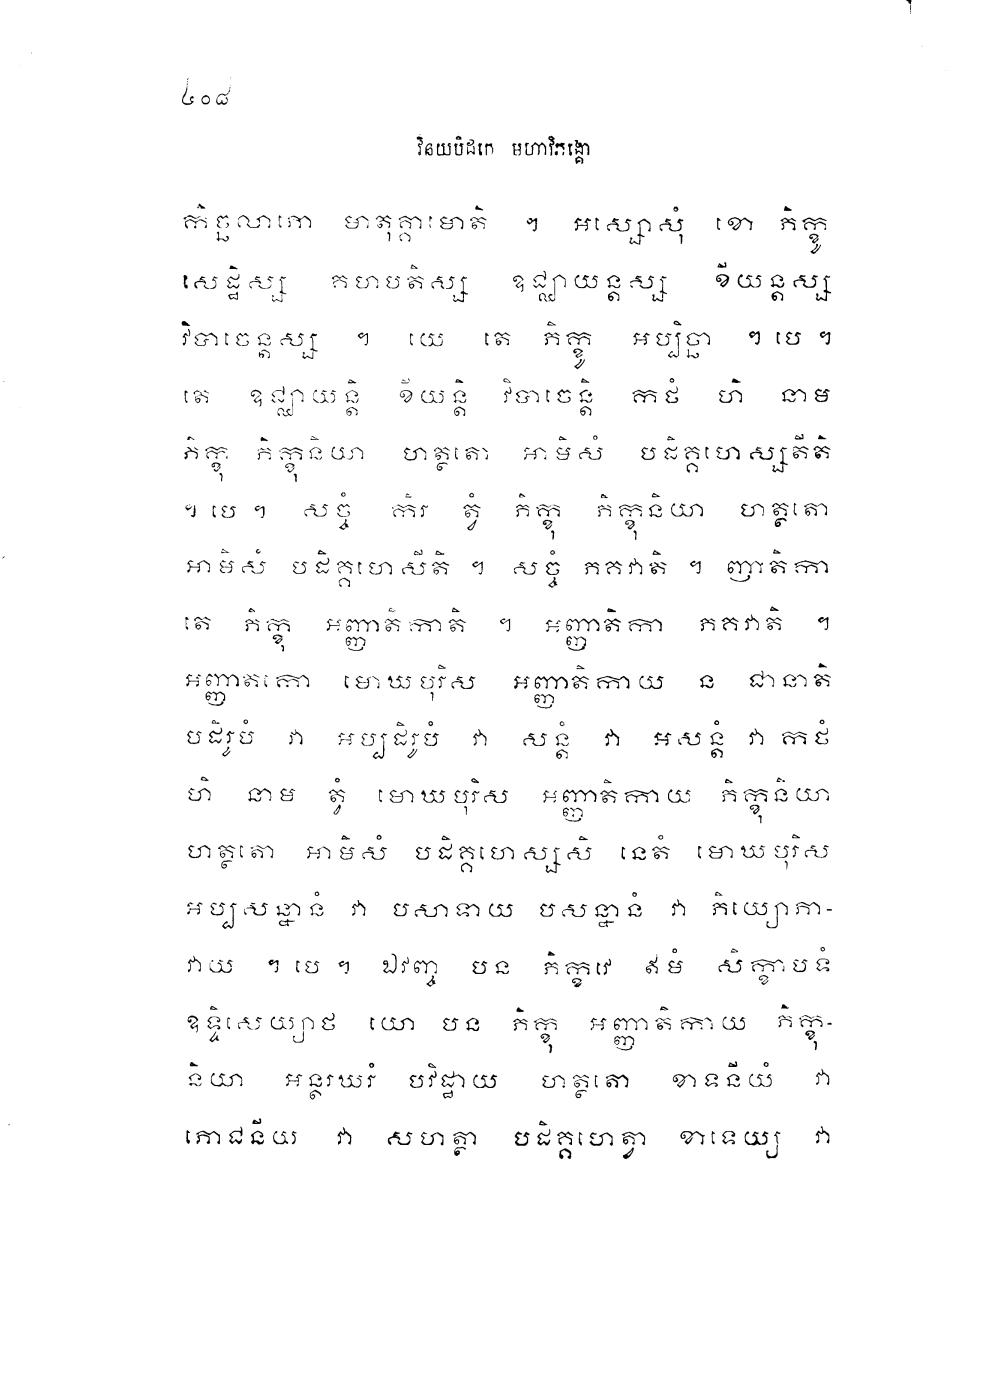 ៤០៨
វិនយបិដកេ មហាវិភង្គោ
កិច្ឆលាភោ មាតុគ្គាមោតិ ។ អស្សោសុំ ខោ ភិក្ខូ
សេដ្ឋិស្ស គហបតិស្ស ឧជ្ឈាយន្តស្ស ខីយន្តស្ស
វិបាចេន្តស្ស ។ យេ តេ ភិក្ខូ អប្បិច្ឆា ។ បេ ។
តេ ឧជ្ឈាយន្តិ ខីយន្តិ វិបាចេន្តិ កថំ ហិ នាម
ភិក្ខុ ភិក្ខុនិយា ហត្ថតោ អាមិសំ បដិគ្គហេស្សតីតិ
។ បេ ។ សច្ចំ កិរ ត្វំ ភិក្ខុ ភិក្ខុនិយា ហត្ថតោ
អាមិសំ បដិគ្គហេសីតិ ។ សច្ចំ ភគវាតិ ។ ញាតិកា
តេ ភិក្ខុ អញ្ញាតិកាតិ ។ អញ្ញាតិកា ភគវាតិ ។
អញ្ញាតកោ មោឃបុរិស អញ្ញាតិកាយ ន ជានាតិ
បដិរូបំ វា អប្បដិរូបំ វា សន្តំ វា អសន្តំ វា កថំ
ហិ នាម ត្វំ មោឃបុរិស អញ្ញាតិកាយ ភិក្ខុនិយា
ហត្ថតោ អាមិសំ បដិគ្គហេស្សសិ នេតំ មោឃបុរិស
អប្បសន្នានំ វា បសាទាយ បសន្នានំ វា ភិយ្យោភា-
វាយ ។ បេ ។ ឯវញ្ច បន ភិក្ខវេ ឥមំ សិក្ខាបទំ
ឧទ្ទិសេយ្យាថ យោ បន ភិក្ខុ អញ្ញាតិកាយ ភិក្ខុ-
និយា អន្តរឃរំ បវិដ្ឋាយ ហត្ថតោ ខាទនីយំ វា
ភោជនីយំ វា សហត្ថា បដិគ្គហេត្វា ខាទេយ្យ វា